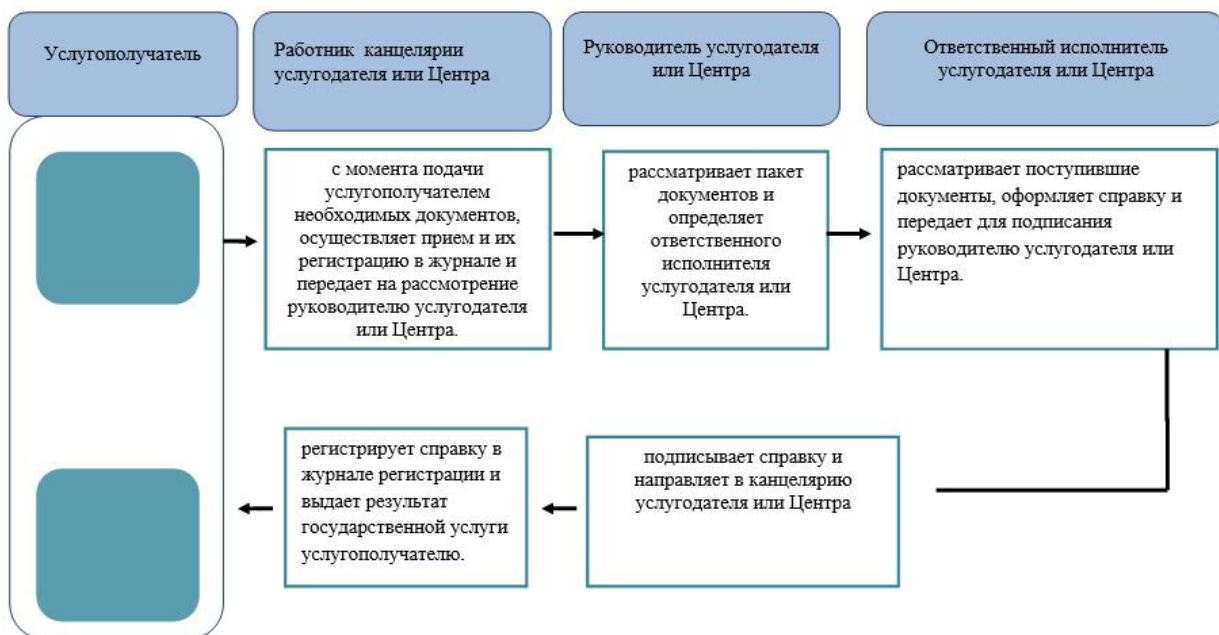 Услугополучатель
Работник канцелярии
услугодателя или Центра
Руководитель услугодателя
или Центра
Ответственный исполнитель
услугодателя или Центра
с момента подачи
услугополучателем
необходимых документов,
осуществляет прием и их
регистрацию в журнале и
передает на рассмотрение
руководителю услугодателя
или Центра.
рассматривает пакет
документов и
определяет
ответственного
исполнителя
услугодателя или
Центра.
рассматривает поступившие
документы, оформляет справку и
передает для подписания
руководителю услугодателя или
Центра.
регистрирует справку в
журнале регистрации и
выдает результат
государственной услуги
услугополучателю.
подписывает справку и
направляет в канцелярию
услугодателя или Центра